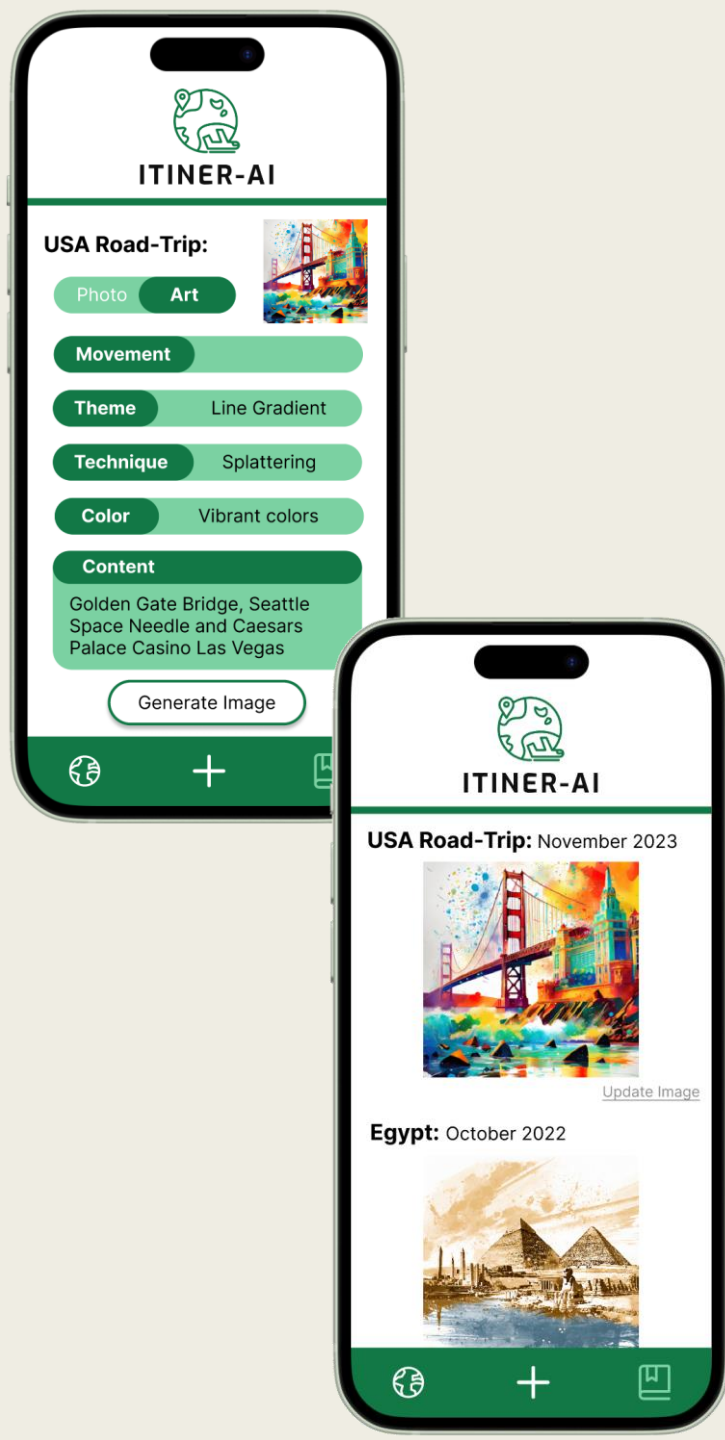 ITINER-AI
USA Road-Trip:
Photo Art
Movement
Theme Line Gradient
Technique Splattering
Color Vibrant colors
Content
Golden Gate Bridge, Seattle
Space Needle and Caesars
Palace Casino Las Vegas
Generate Image
ITINER-AI
USA Road-Trip: November 2023
Update Image
Egypt: October 2022